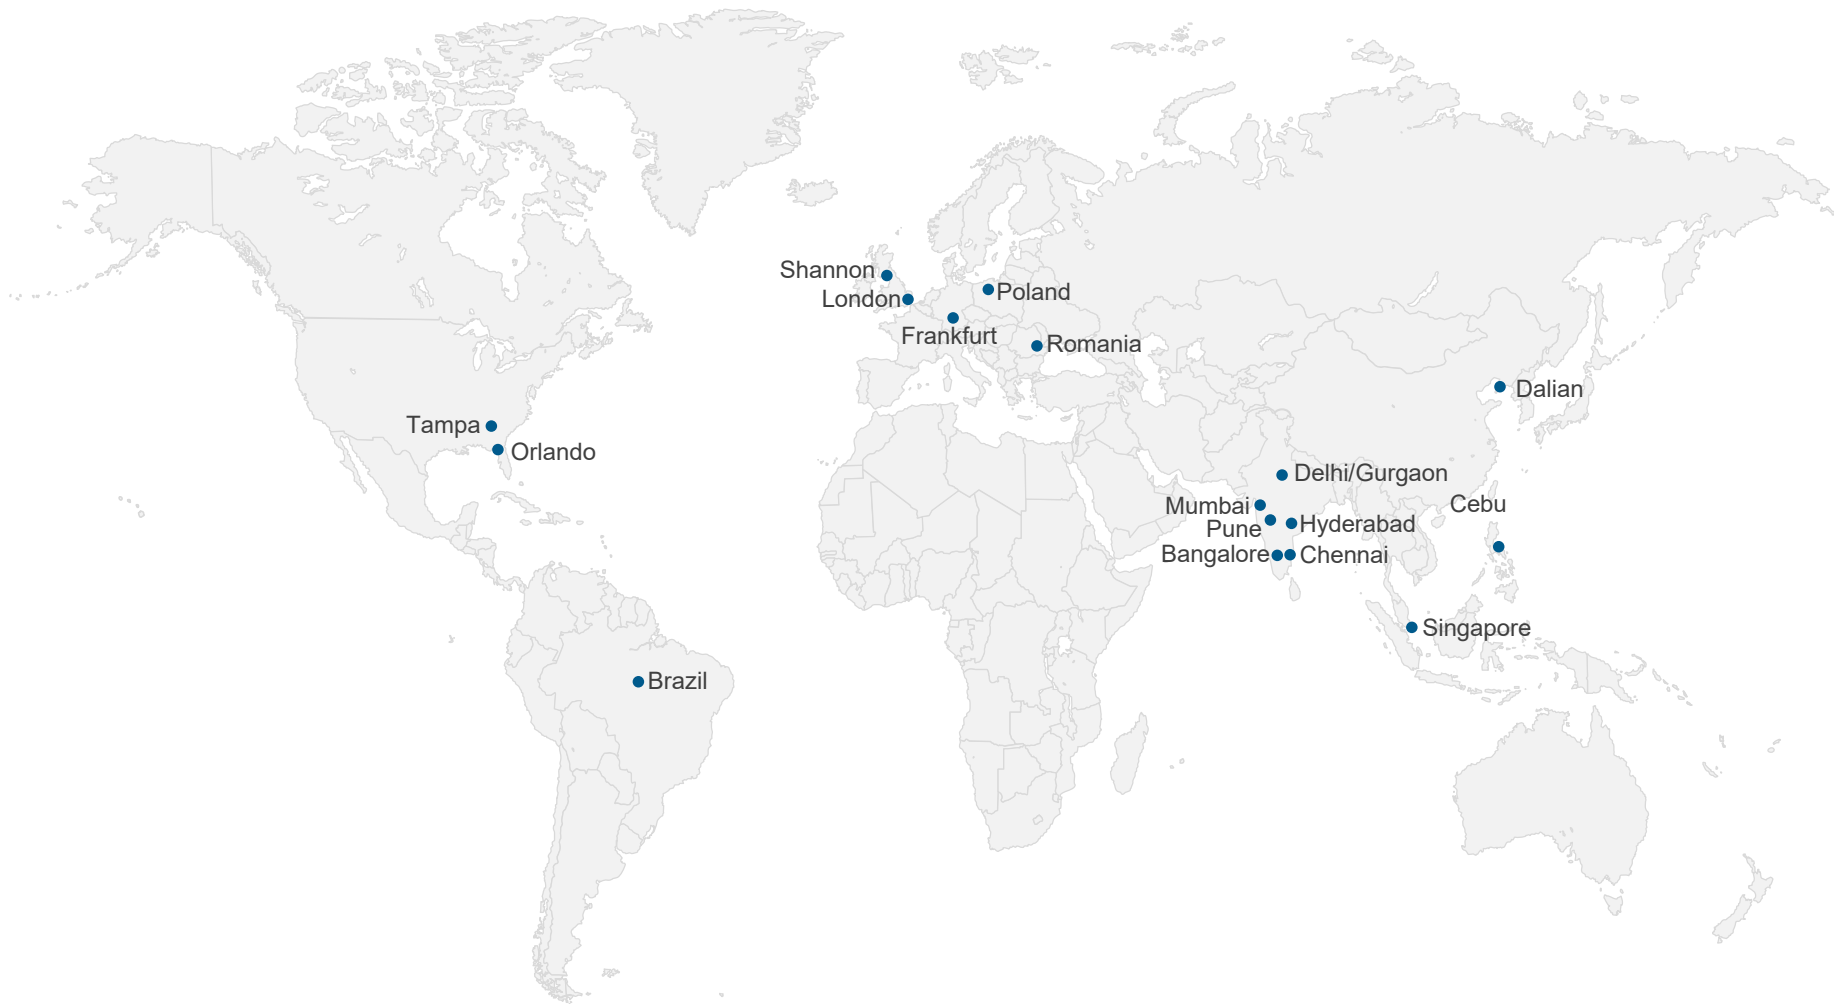 Shannon
London
Poland
Frankfurt
Romania
Dalian
Tampa
Orlando
Delhi/Gurgaon
Mumbai
Cebu
Pune
Hyderabad
Bangalore
Chennai
Singapore
Brazil